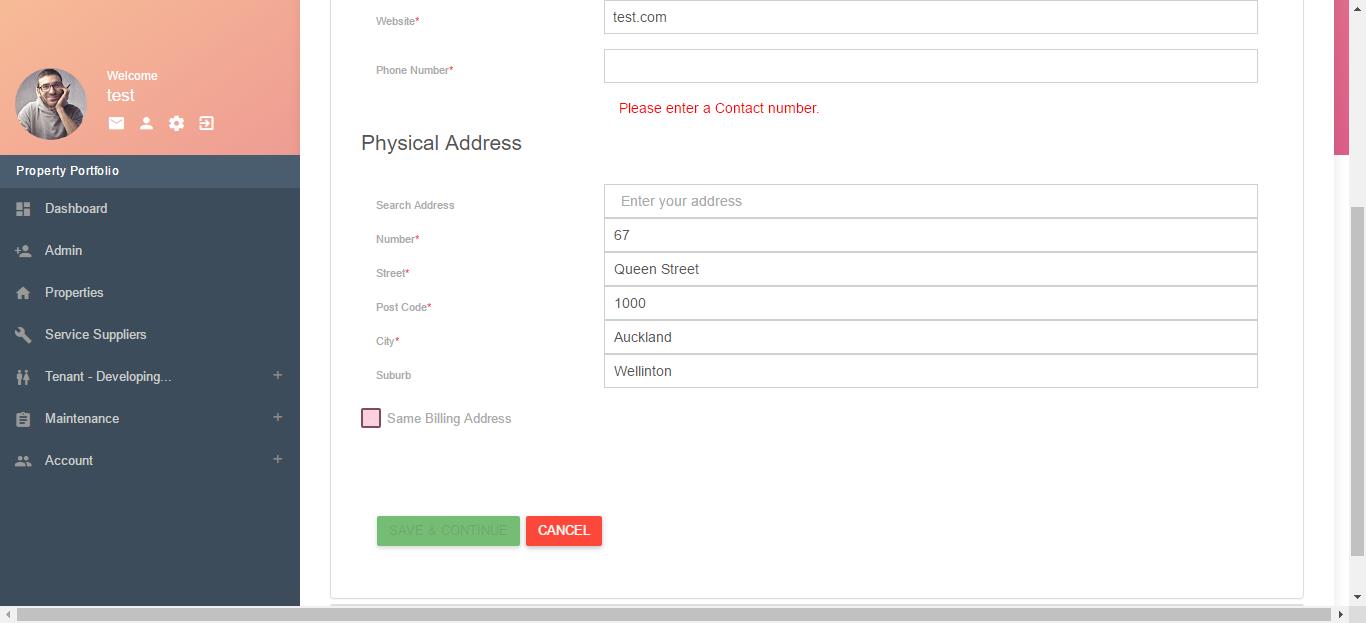 Welcome
test
Property Portfolio
Dashboard
Admin
Properties
Service Suppliers
Tenant - Developing... +
Maintenance +
Account +
Website* test.com
Phone Number*
Please enter a Contact number.
Physical Address
Search Address Enter your address
Number* 67
Street* Queen Street
Post Code* 1000
City* Auckland
Suburb Wellinton
Same Billing Address
SAVE & CONTINUE CANCEL